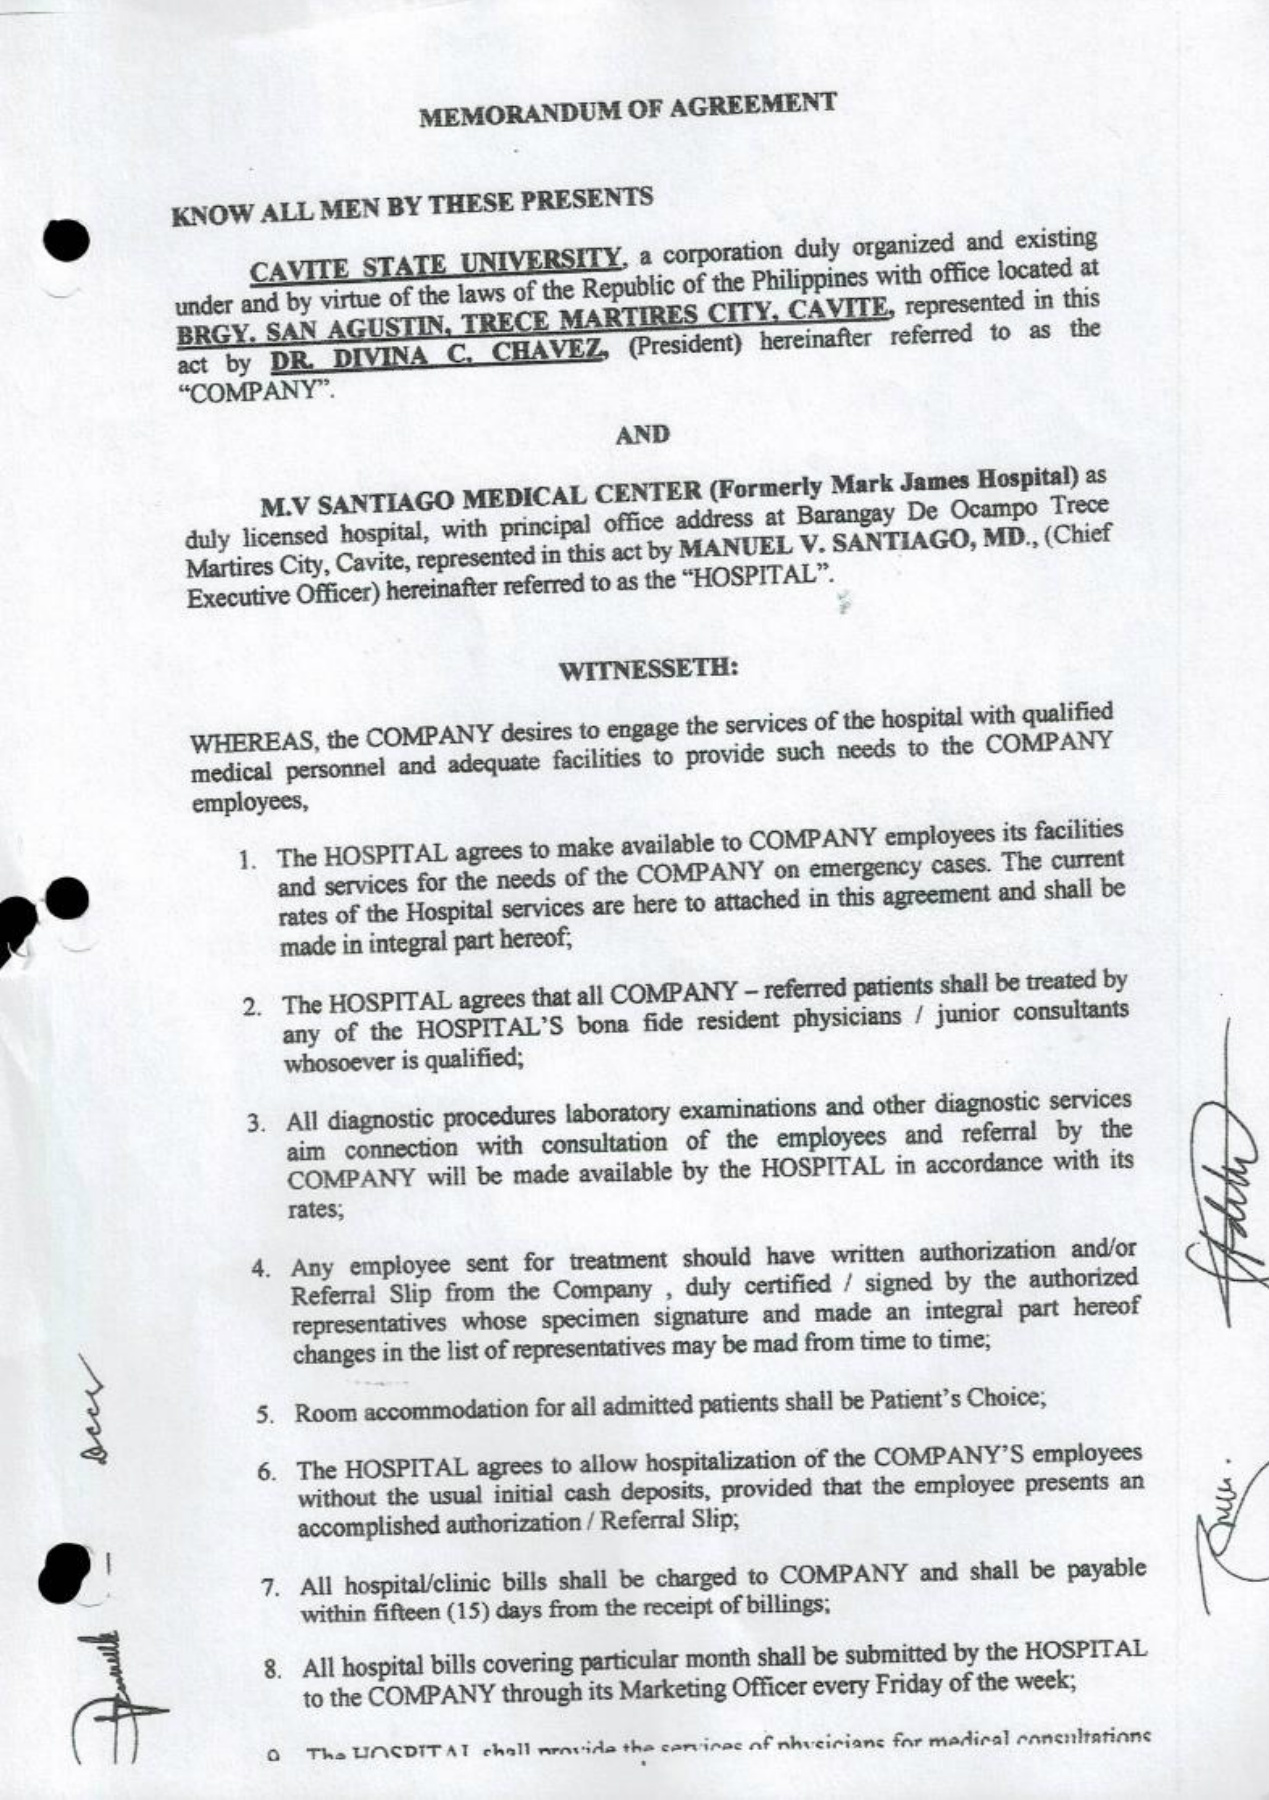 MEMORANDUM OF AGREEMENT
KNOW ALL MEN BY THESE PRESENTS
CAVITE STATE UNIVERSITY, a corporation duly organized and existing
under and by virtue of the laws of the Republic of the Philippines with office located at
BRGY. SAN AGUSTIN, TRECE MARTIRES CITY, CAVITE, represented in this
act by DR. DIVINA C. CHAVEZ, (President) hereinafter referred to as the
“COMPANY”.
AND
M.V SANTIAGO MEDICAL CENTER (Formerly Mark James Hospital) as
duly licensed hospital, with principal office address at Barangay De Ocampo Trece
Martires City, Cavite, represented in this act by MANUEL V. SANTIAGO, MD., (Chief
Executive Officer) hereinafter referred to as the “HOSPITAL”.
WITNESSETH:
WHEREAS, the COMPANY desires to engage the services of the hospital with qualified
medical personnel and adequate facilities to provide such needs to the COMPANY
employees,
1. The HOSPITAL agrees to make available to COMPANY employees its facilities
and services for the needs of the COMPANY on emergency cases. The current
rates of the Hospital services are here to attached in this agreement and shall be
made in integral part hereof;
2. The HOSPITAL agrees that all COMPANY – referred patients shall be treated by
any of the HOSPITAL’S bona fide resident physicians / junior consultants
whosoever is qualified;
3. All diagnostic procedures laboratory examinations and other diagnostic services
aim connection with consultation of the employees and referral by the
COMPANY will be made available by the HOSPITAL in accordance with its
rates;
4. Any employee sent for treatment should have written authorization and/or
Referral Slip from the Company , duly certified / signed by the authorized
representatives whose specimen signature and made an integral part hereof
changes in the list of representatives may be mad from time to time;
5. Room accommodation for all admitted patients shall be Patient’s Choice;
6. The HOSPITAL agrees to allow hospitalization of the COMPANY’S employees
without the usual initial cash deposits, provided that the employee presents an
accomplished authorization / Referral Slip;
7. All hospital/clinic bills shall be charged to COMPANY and shall be payable
within fifteen (15) days from the receipt of billings;
8. All hospital bills covering particular month shall be submitted by the HOSPITAL
to the COMPANY through its Marketing Officer every Friday of the week;
9 The HOSPITAL shall provide the services of physicians for medical consultations